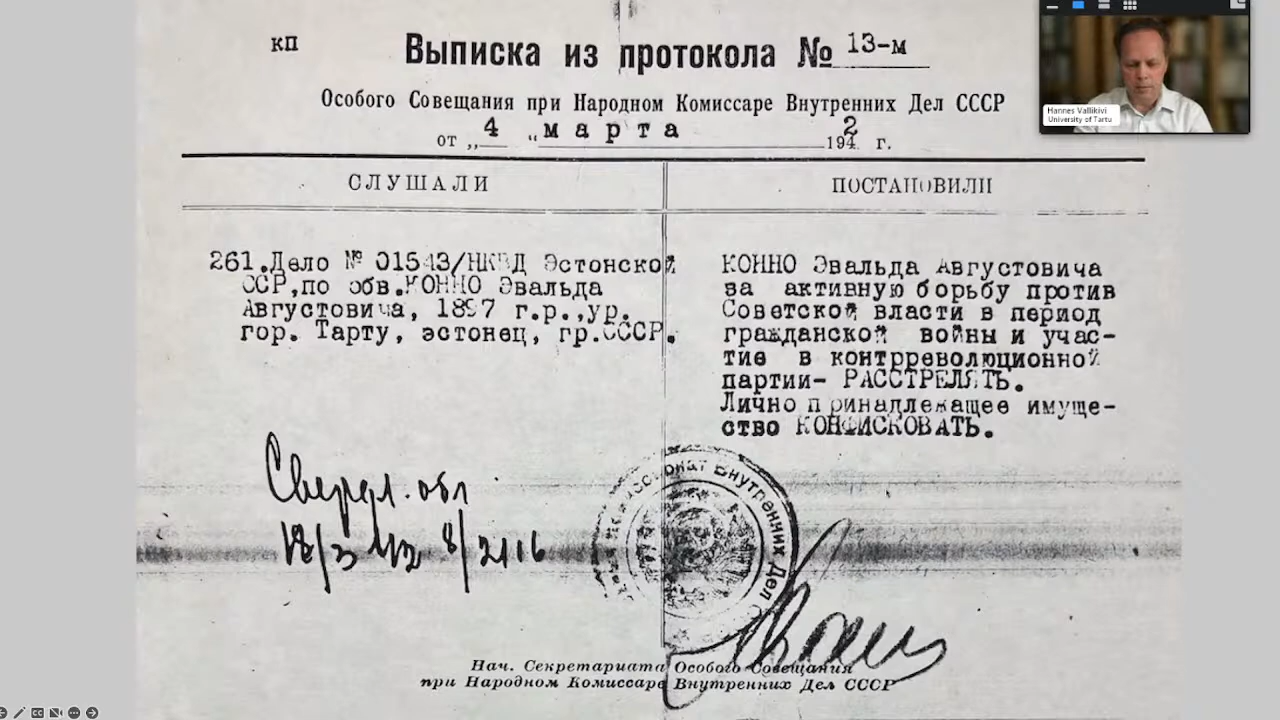 кп
Выписка из протокола № 13-м
Особого Совещания при Народном Комиссаре Внутренних Дел СССР
от „4 “ марта 1942 г.
Hannes Vallikivi
University of Tartu
СЛУШАЛИ
ПОСТАНОВИЛИ
261.Дело № 01543/НКВД Эстонской
ССР,по обв.КОННО Эвальда
Августовича, 1897 г.р.,ур.
гор. Тарту, эстонец, гр.СССР.
КОННО Эвальда Августовича
за активную борьбу против
Советской власти в период
гражданской войны и учас-
тие в контрреволюционной
партии- РАССТРЕЛЯТЬ.
Лично принадлежащее имуще-
ство КОНФИСКОВАТЬ.
Свердл. обл
Комиссариат Внутренних Дел
Нач. Секретариата Особого Совещания
при Народном Комиссаре Внутренних Дел СССР